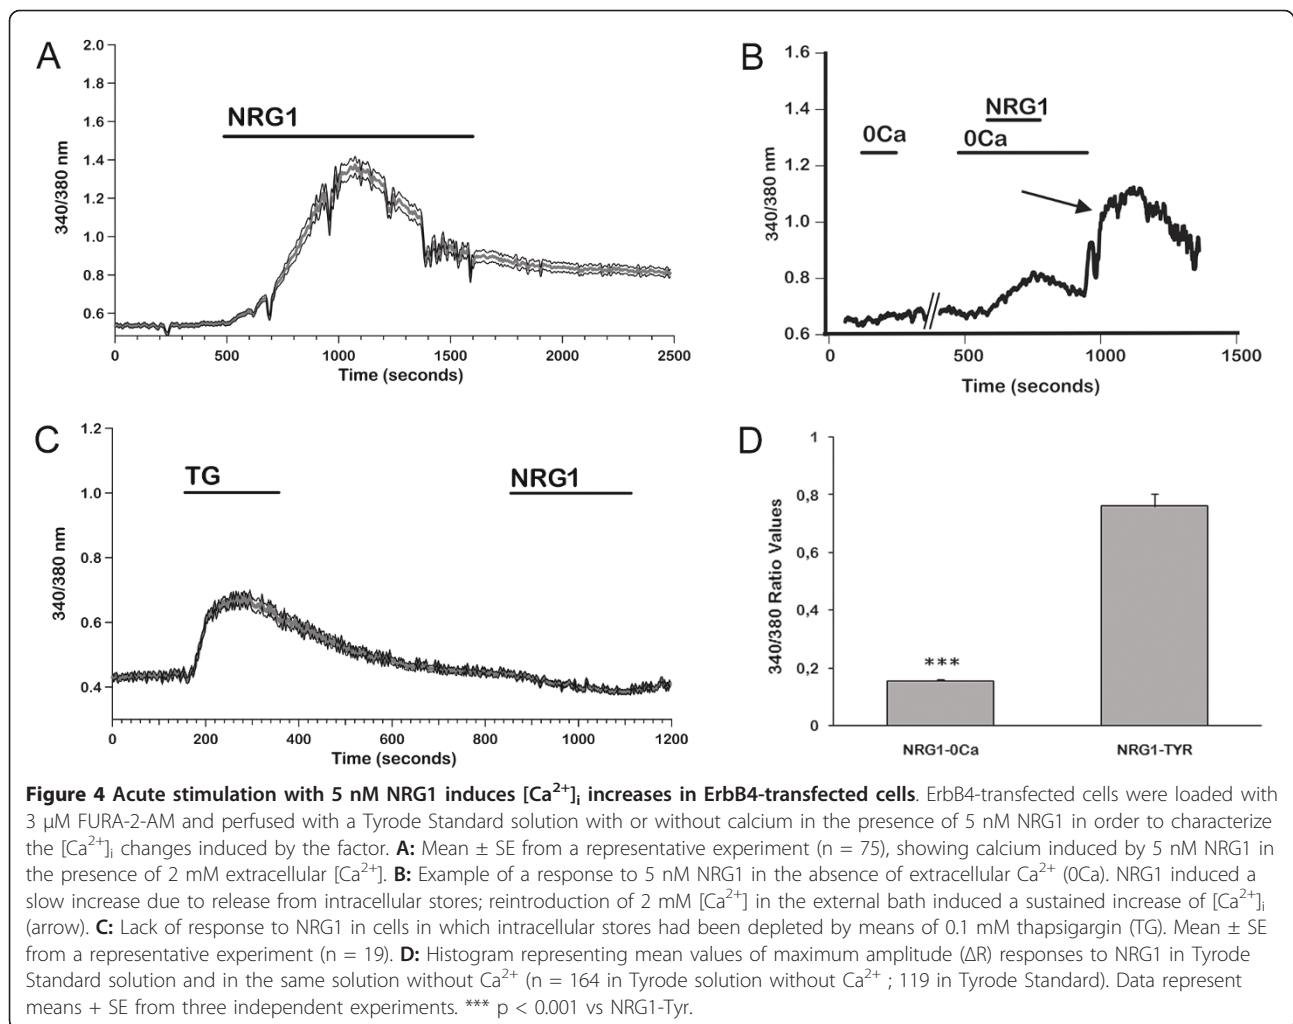 A
2.0
1.8
1.6
1.4
1.2
1.0
0.8
0.6
340/380 nm
NRG1
0 500 1000 1500 2000 2500
Time (seconds)
B
1.6
1.4
1.2
1.0
0.8
0.6
340/380 nm
NRG1
0Ca
0Ca
0 500 1000 1500
Time (seconds)
C
1.2
1.0
0.8
0.6
0.4
340/380 nm
TG
NRG1
0 200 400 600 800 1000 1200
Time (seconds)
D
1
0,8
0,6
0,4
0,2
0
340/380 Ratio Values
***
NRG1-0Ca NRG1-TYR
Figure 4 Acute stimulation with 5 nM NRG1 induces [Ca²⁺]ᵢ increases in ErbB4-transfected cells. ErbB4-transfected cells were loaded with
3 μM FURA-2-AM and perfused with a Tyrode Standard solution with or without calcium in the presence of 5 nM NRG1 in order to characterize
the [Ca²⁺]ᵢ changes induced by the factor. A: Mean ± SE from a representative experiment (n = 75), showing calcium induced by 5 nM NRG1 in
the presence of 2 mM extracellular [Ca²⁺]. B: Example of a response to 5 nM NRG1 in the absence of extracellular Ca²⁺ (0Ca). NRG1 induced a
slow increase due to release from intracellular stores; reintroduction of 2 mM [Ca²⁺] in the external bath induced a sustained increase of [Ca²⁺]ᵢ
(arrow). C: Lack of response to NRG1 in cells in which intracellular stores had been depleted by means of 0.1 mM thapsigargin (TG). Mean ± SE
from a representative experiment (n = 19). D: Histogram representing mean values of maximum amplitude (ΔR) responses to NRG1 in Tyrode
Standard solution and in the same solution without Ca²⁺ (n = 164 in Tyrode solution without Ca²⁺ ; 119 in Tyrode Standard). Data represent
means + SE from three independent experiments. *** p < 0.001 vs NRG1-Tyr.